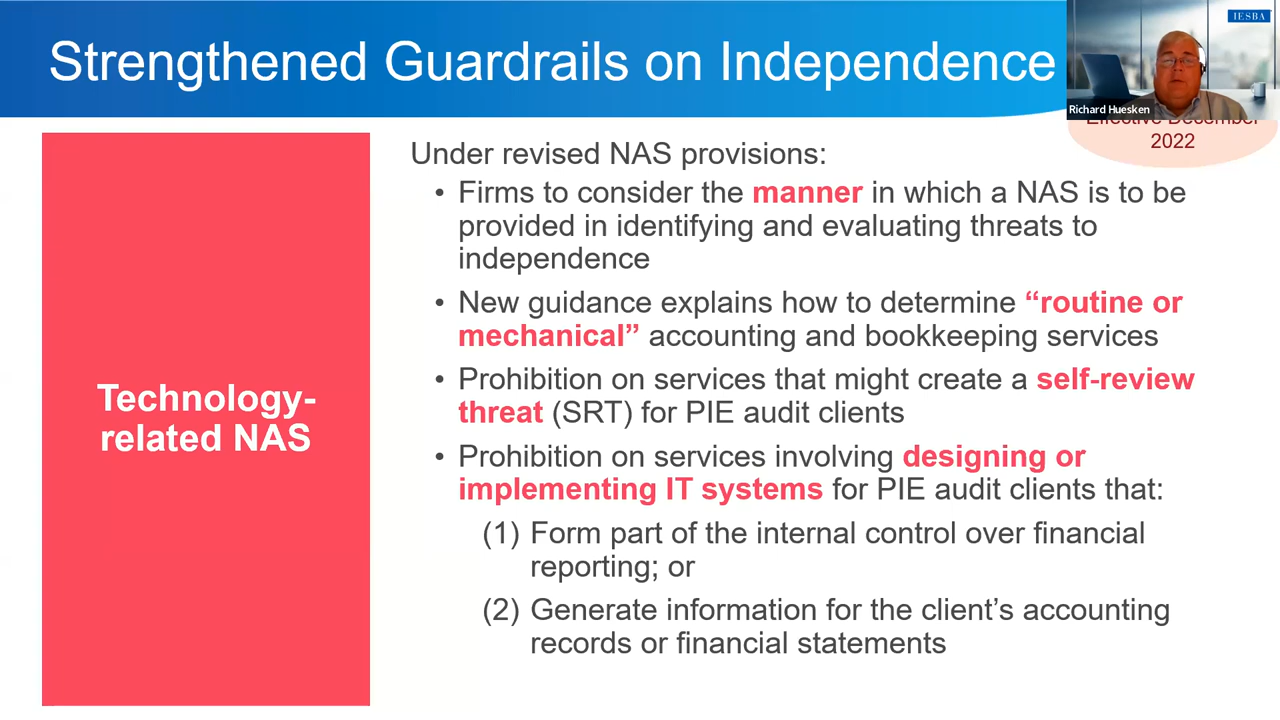 Strengthened Guardrails on Independence
IESBA
Richard Huesken
Effective December
2022
Technology-
related NAS
Under revised NAS provisions:
• Firms to consider the manner in which a NAS is to be
provided in identifying and evaluating threats to
independence
• New guidance explains how to determine “routine or
mechanical” accounting and bookkeeping services
• Prohibition on services that might create a self-review
threat (SRT) for PIE audit clients
• Prohibition on services involving designing or
implementing IT systems for PIE audit clients that:
(1) Form part of the internal control over financial
reporting; or
(2) Generate information for the client’s accounting
records or financial statements